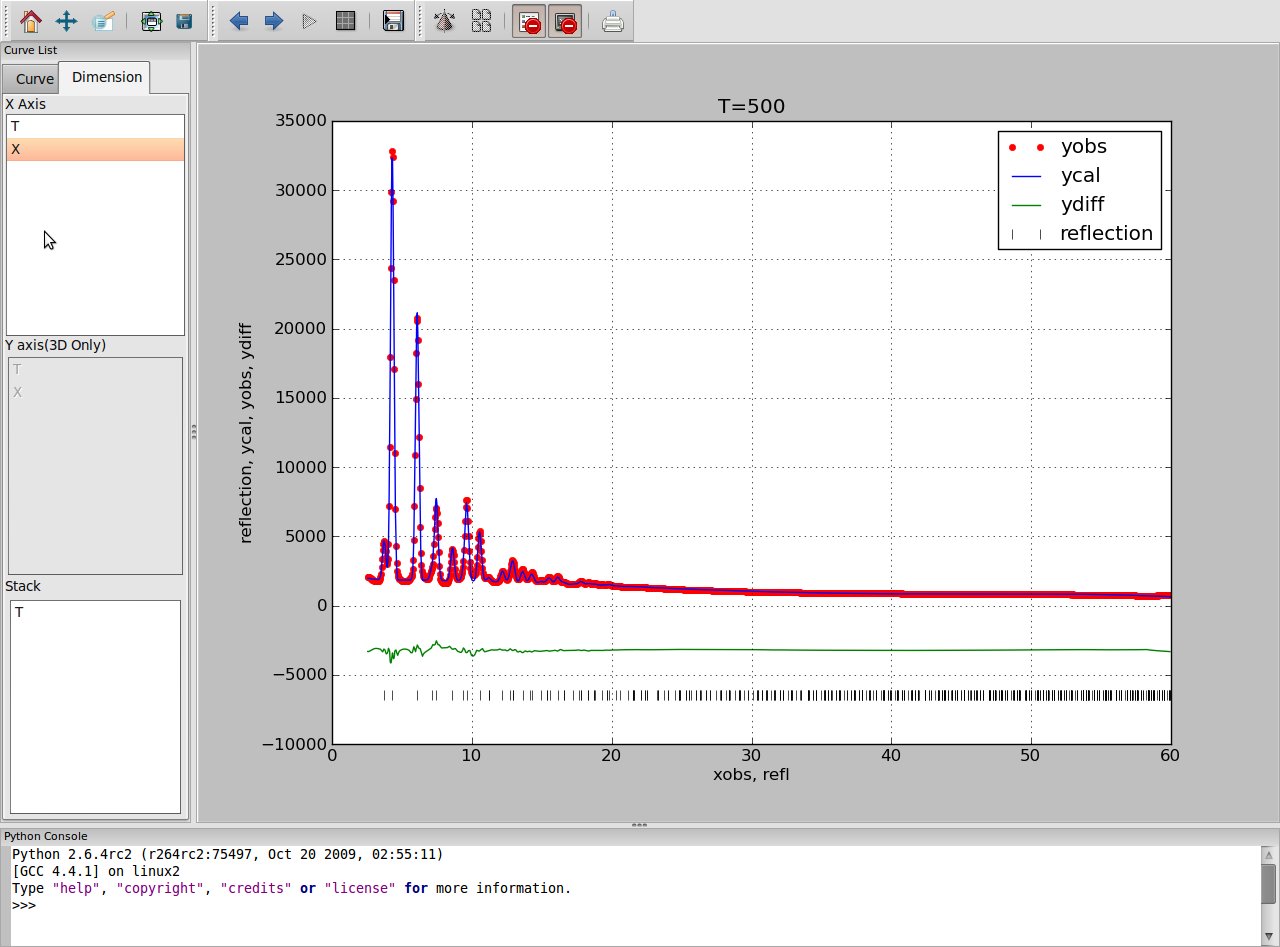 Curve List
Curve Dimension
X Axis
T
X
Y axis(3D Only)
T
X
Stack
T
T=500
35000
30000
25000
20000
15000
10000
5000
0
−5000
−10000
reflection, ycal, yobs, ydiff
yobs
ycal
ydiff
reflection
0 10 20 30 40 50 60
xobs, refl
Python Console
Python 2.6.4rc2 (r264rc2:75497, Oct 20 2009, 02:55:11)
[GCC 4.4.1] on linux2
Type "help", "copyright", "credits" or "license" for more information.
>>>